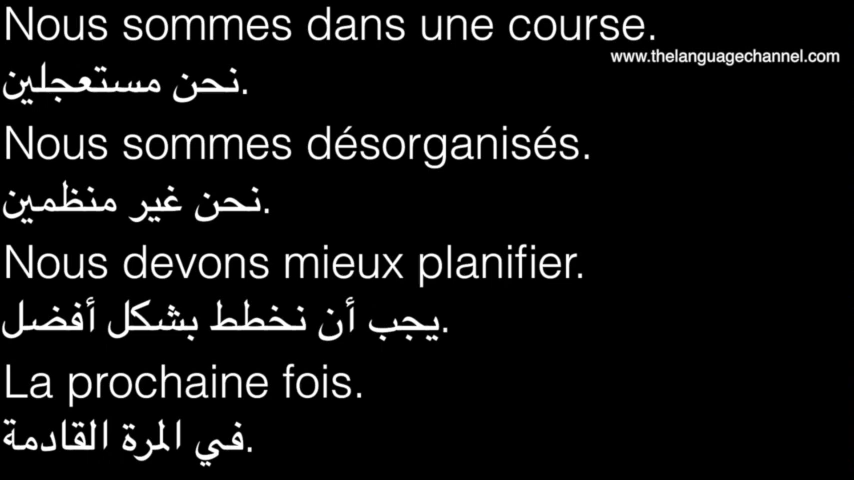 Nous sommes dans une course.
www.thelanguagechannel.com
نحن مستعجلين.
Nous sommes désorganisés.
نحن غير منظمين.
Nous devons mieux planifier.
يجب أن نخطط بشكل أفضل.
La prochaine fois.
في المرة القادمة.